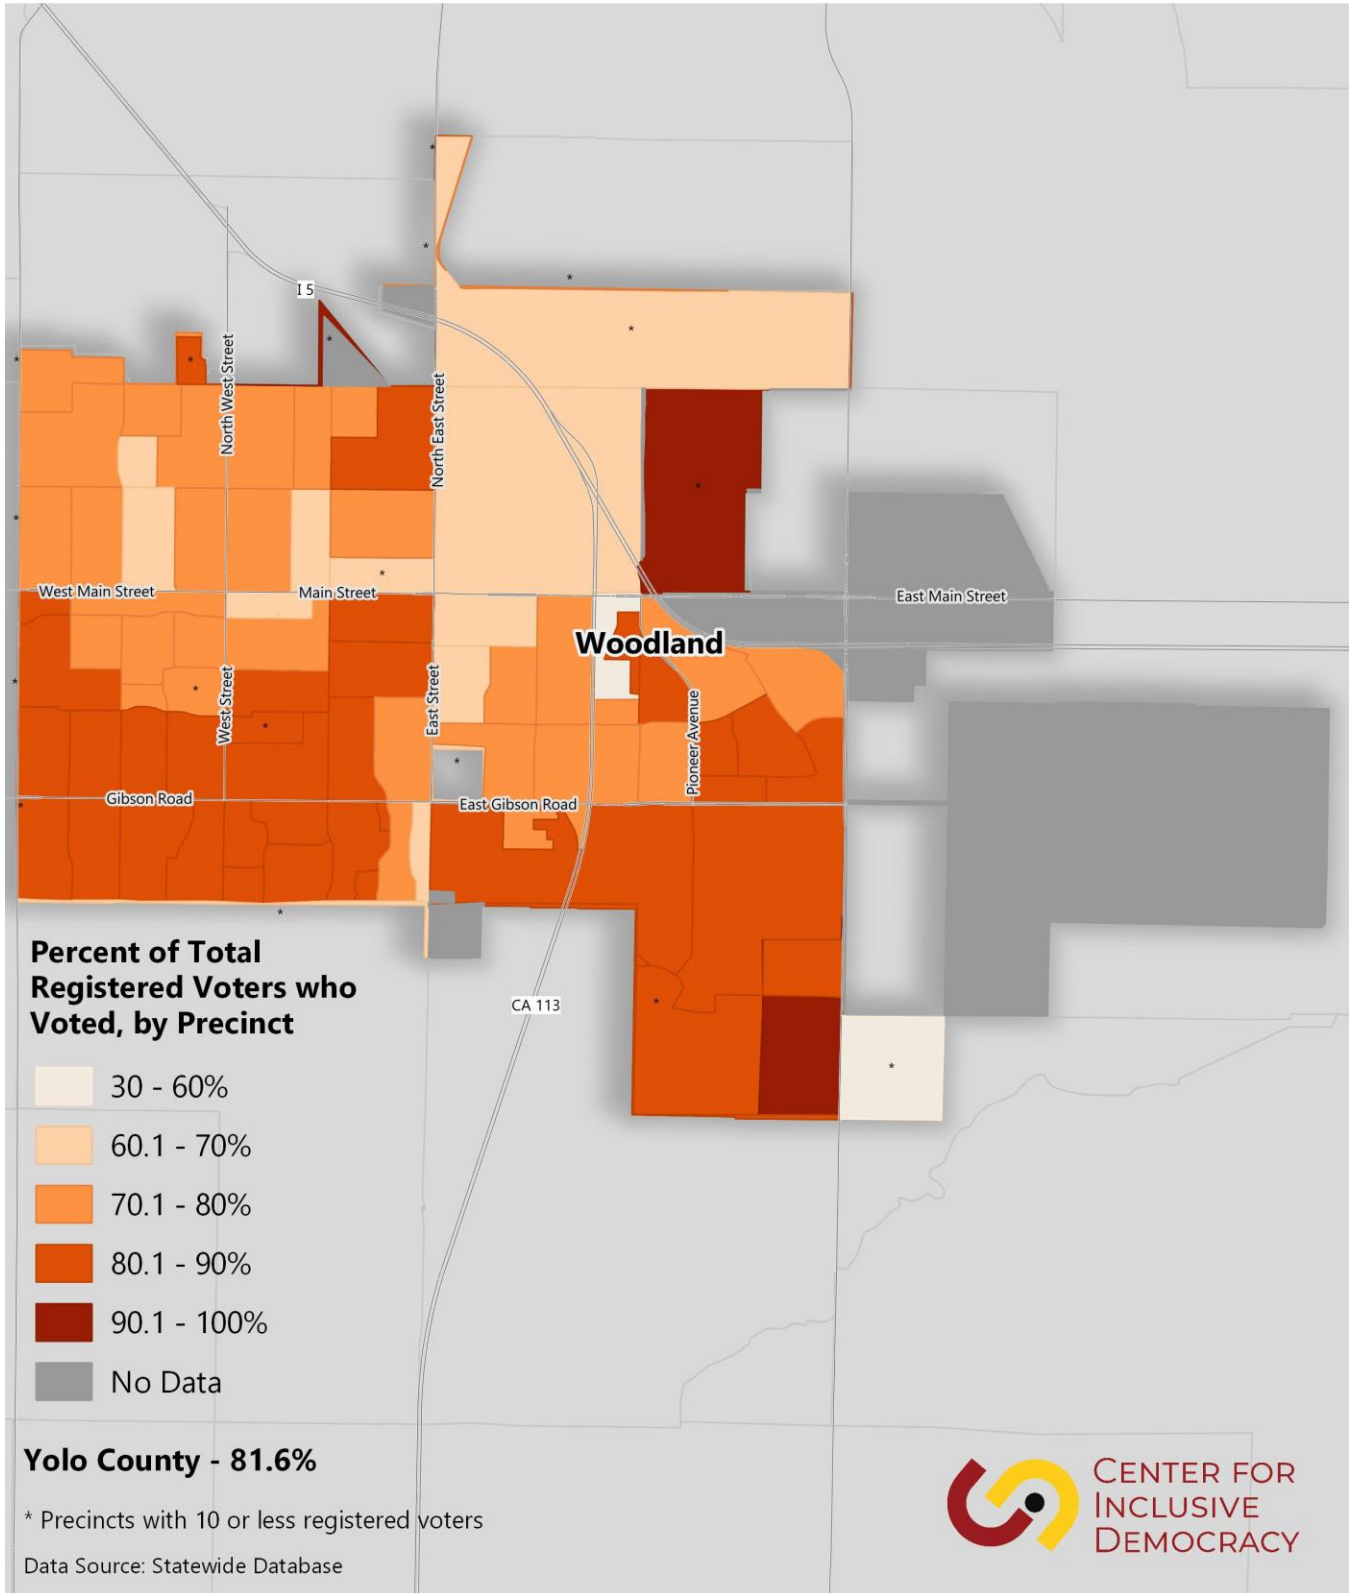 I 5
North West Street
North East Street
West Main Street
Main Street
East Main Street
Woodland
West Street
East Street
Pioneer Avenue
Gibson Road
East Gibson Road
CA 113
Percent of Total
Registered Voters who
Voted, by Precinct
30 - 60%
60.1 - 70%
70.1 - 80%
80.1 - 90%
90.1 - 100%
No Data
Yolo County - 81.6%
* Precincts with 10 or less registered voters
Data Source: Statewide Database
CENTER FOR
INCLUSIVE
DEMOCRACY